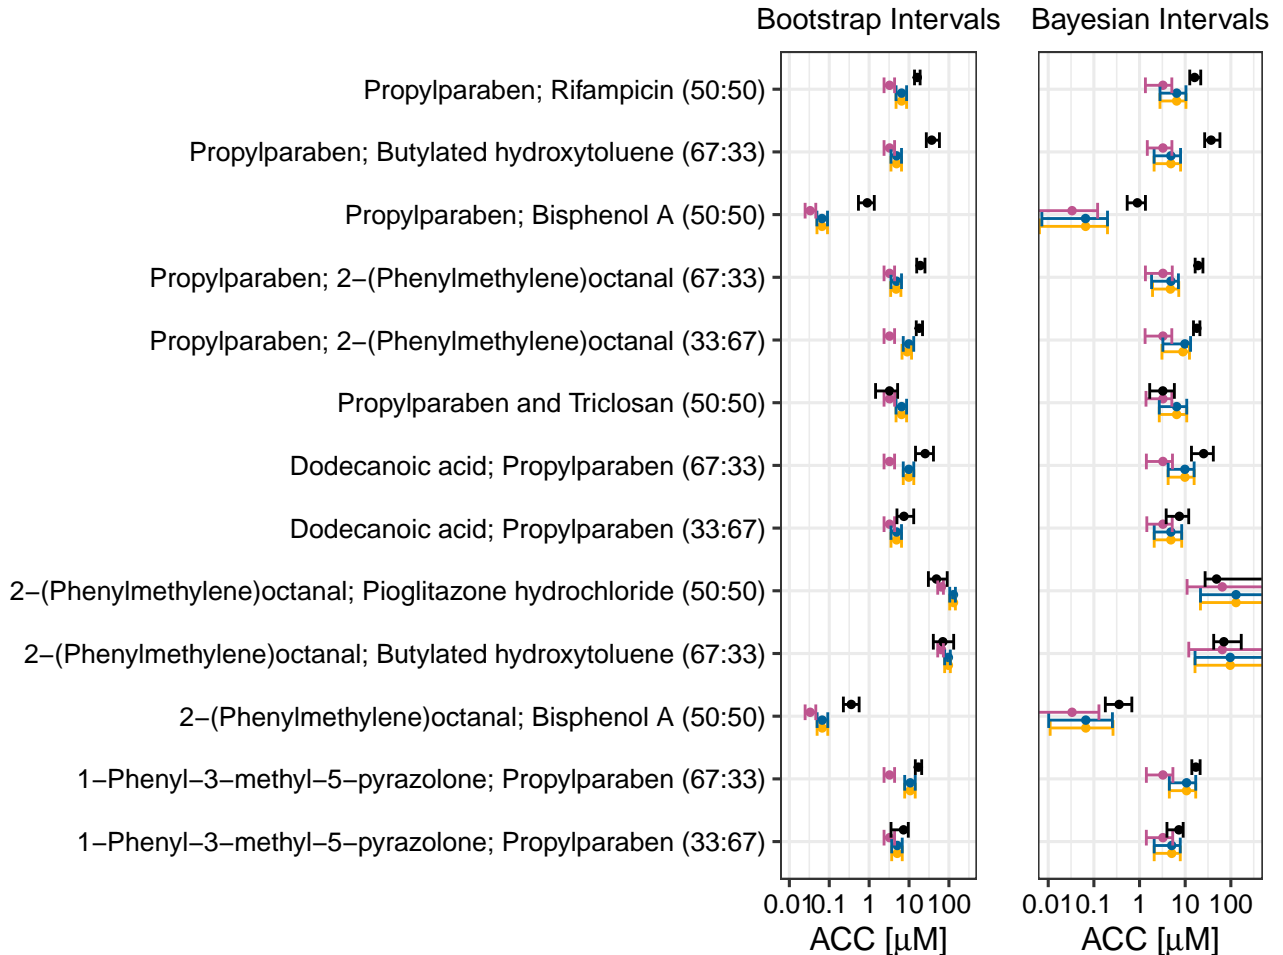 Bootstrap Intervals
Bayesian Intervals
Propylparaben; Rifampicin (50:50)
Propylparaben; Butylated hydroxytoluene (67:33)
Propylparaben; Bisphenol A (50:50)
Propylparaben; 2−(Phenylmethylene)octanal (67:33)
Propylparaben; 2−(Phenylmethylene)octanal (33:67)
Propylparaben and Triclosan (50:50)
Dodecanoic acid; Propylparaben (67:33)
Dodecanoic acid; Propylparaben (33:67)
2−(Phenylmethylene)octanal; Pioglitazone hydrochloride (50:50)
2−(Phenylmethylene)octanal; Butylated hydroxytoluene (67:33)
2−(Phenylmethylene)octanal; Bisphenol A (50:50)
1−Phenyl−3−methyl−5−pyrazolone; Propylparaben (67:33)
1−Phenyl−3−methyl−5−pyrazolone; Propylparaben (33:67)
0.01 0.1 1 10 100
0.01 0.1 1 10 100
ACC [μM]
ACC [μM]